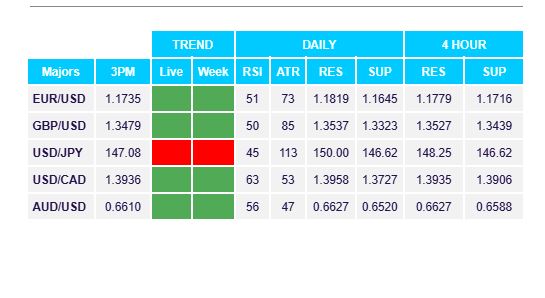 TREND DAILY 4 HOUR
Majors 3PM Live Week RSI ATR RES SUP RES SUP
EUR/USD 1.1735 51 73 1.1819 1.1645 1.1779 1.1716
GBP/USD 1.3479 50 85 1.3537 1.3323 1.3527 1.3439
USD/JPY 147.08 45 113 150.00 146.62 148.25 146.62
USD/CAD 1.3936 63 53 1.3958 1.3727 1.3935 1.3906
AUD/USD 0.6610 56 47 0.6627 0.6520 0.6627 0.6588